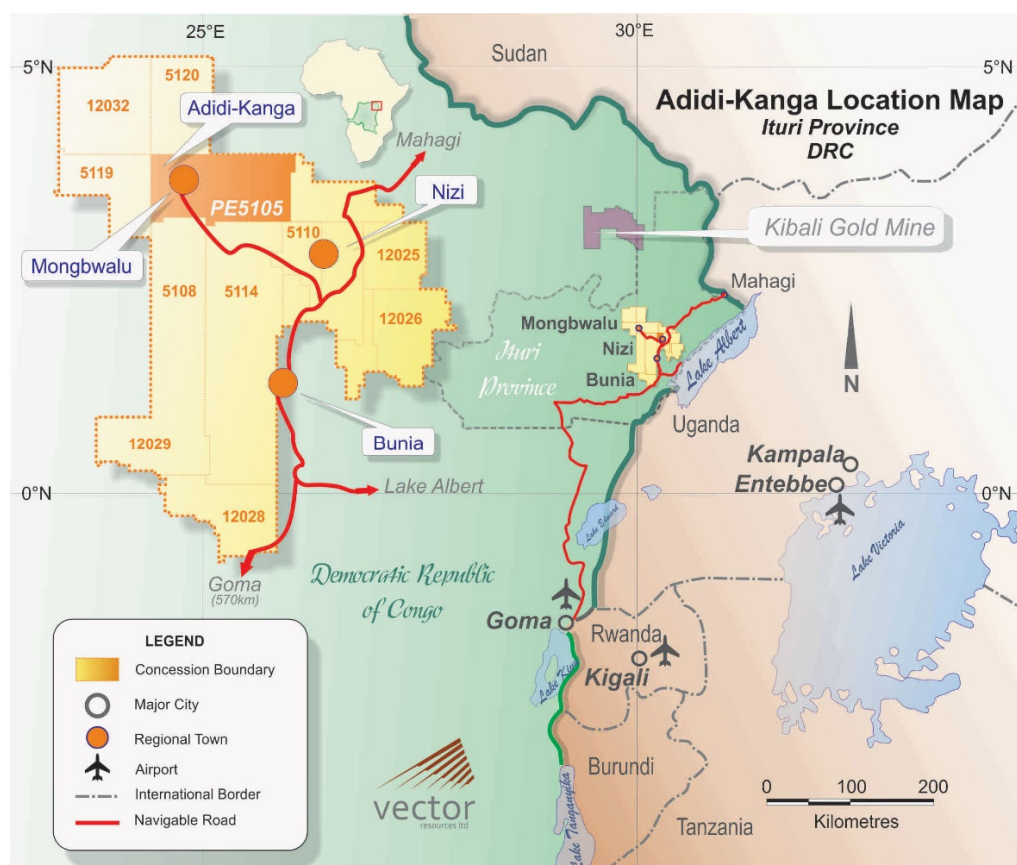 25°E
30°E
5°N
5°N
Sudan
Adidi-Kanga Location Map
Ituri Province
DRC
5120
12032
Adidi-Kanga
Mahagi
5119
PE5105
Nizi
5110
Mongbwalu
12025
5108
5114
12026
Kibali Gold Mine
Mahagi
Mongbwalu
Nizi
Bunia
Ituri
Province
Lake Albert
N
Uganda
Bunia
12029
Lake Albert
12028
Goma
(570km)
Kampala
Entebbe
0°N
0°N
Lake Victoria
Lake Edward
Democratic Republic
of Congo
Goma
Rwanda
Kigali
Lake Kivu
Burundi
Tanzania
Lake Tanganyika
LEGEND
Concession Boundary
Major City
Regional Town
Airport
International Border
Navigable Road
vector
resources ltd
0 100 200
Kilometres